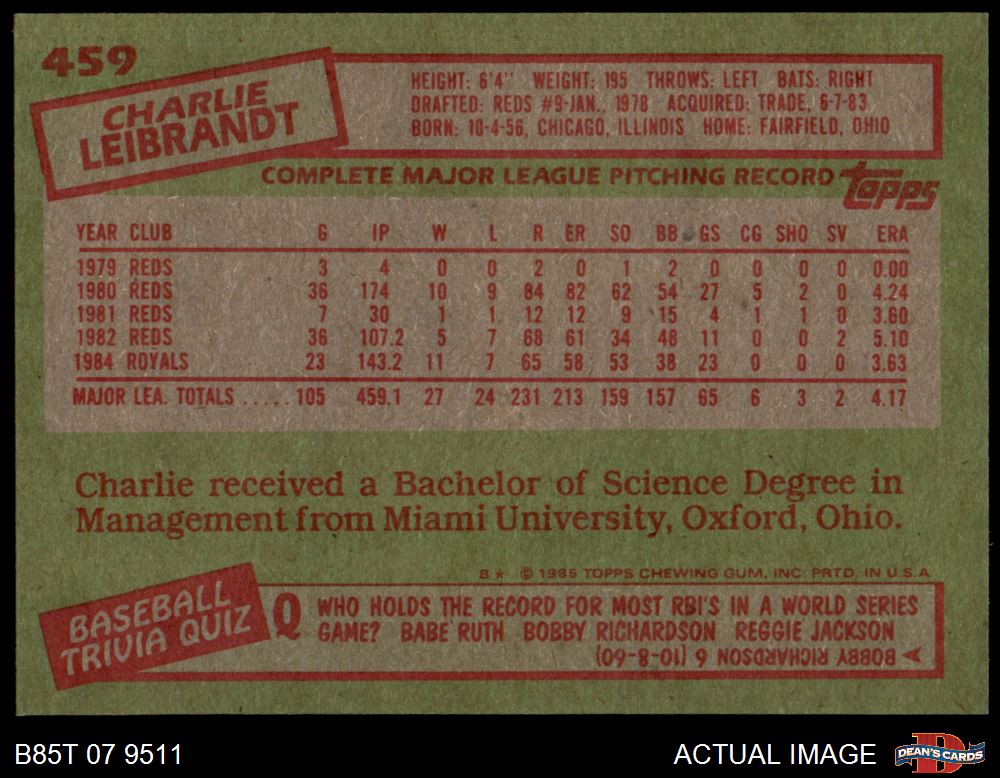 459
CHARLIE
LEIBRANDT
HEIGHT: 6'4" WEIGHT: 195 THROWS: LEFT BATS: RIGHT
DRAFTED: REDS #9-JAN., 1978 ACQUIRED: TRADE, 6-7-83
BORN: 10-4-56, CHICAGO, ILLINOIS HOME: FAIRFIELD, OHIO
COMPLETE MAJOR LEAGUE PITCHING RECORD topps
YEAR CLUB G IP W L R ER SO BB GS CG SHO SV ERA
1979 REDS 3 4 0 0 2 0 1 2 0 0 0 0 0.00
1980 REDS 36 174 10 9 84 82 62 54 27 5 2 0 4.24
1981 REDS 7 30 1 1 12 12 9 15 4 1 1 0 3.60
1982 REDS 36 107.2 5 7 68 61 34 48 11 0 0 2 5.10
1984 ROYALS 23 143.2 11 7 65 58 53 38 23 0 0 0 3.63
MAJOR LEA. TOTALS ..... 105 459.1 27 24 231 213 159 157 65 6 3 2 4.17
Charlie received a Bachelor of Science Degree in
Management from Miami University, Oxford, Ohio.
B★ © 1985 TOPPS CHEWING GUM, INC. PRTD. IN U.S.A.
BASEBALL
TRIVIA QUIZ
Q WHO HOLDS THE RECORD FOR MOST RBI'S IN A WORLD SERIES
GAME? BABE RUTH BOBBY RICHARDSON REGGIE JACKSON
BOBBY RICHARDSON 6 (10-8-60)
B85T 07 9511
ACTUAL IMAGE
D
DEAN'S CARDS